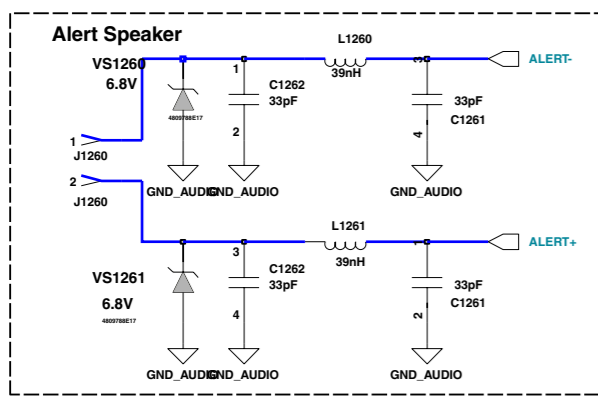 Alert Speaker
L1260
VS1260
6.8V
1
3
ALERT-
39nH
C1262
33pF
33pF
C1261
4809788E17
2
4
1
J1260
GND_AUDIO
GND_AUDIO
GND_AUDIO
2
J1260
L1261
3
1
ALERT+
39nH
VS1261
6.8V
4809788E17
C1262
33pF
33pF
C1261
4
2
GND_AUDIO
GND_AUDIO
GND_AUDIO